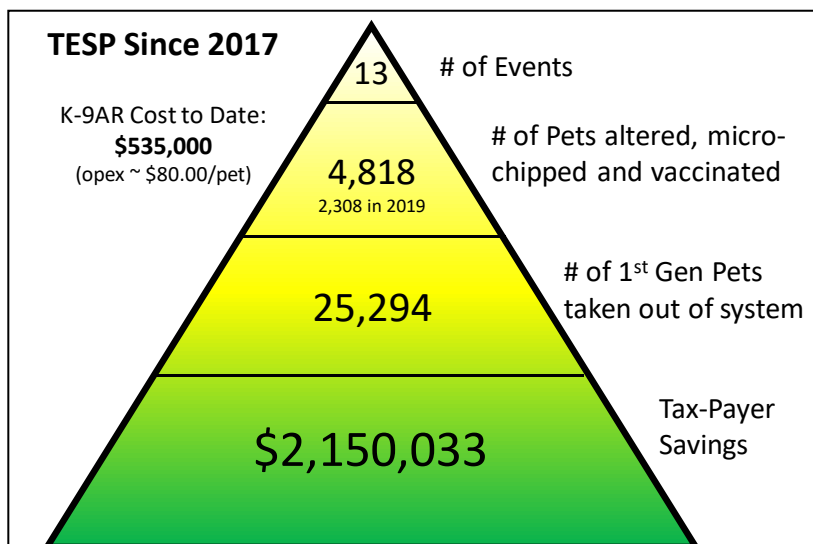 TESP Since 2017
K-9AR Cost to Date:
$535,000
(opex ~ $80.00/pet)
13
# of Events
4,818
2,308 in 2019
# of Pets altered, micro-
chipped and vaccinated
25,294
# of 1st Gen Pets
taken out of system
$2,150,033
Tax-Payer
Savings